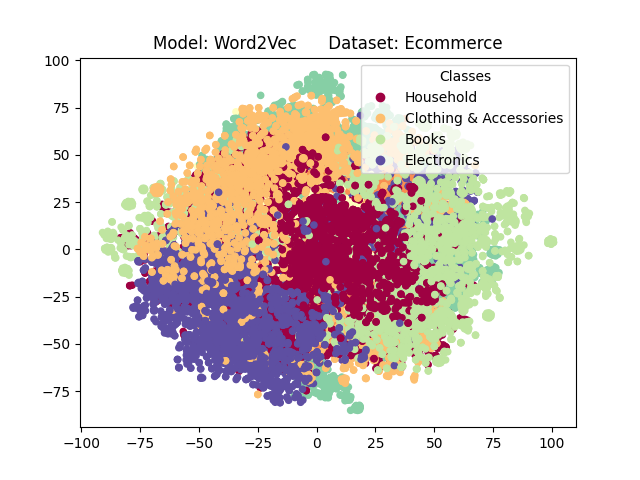 Model: Word2Vec      Dataset: Ecommerce
Classes
Household
Clothing & Accessories
Books
Electronics
100
75
50
25
0
−25
−50
−75
−100 −75 −50 −25 0 25 50 75 100